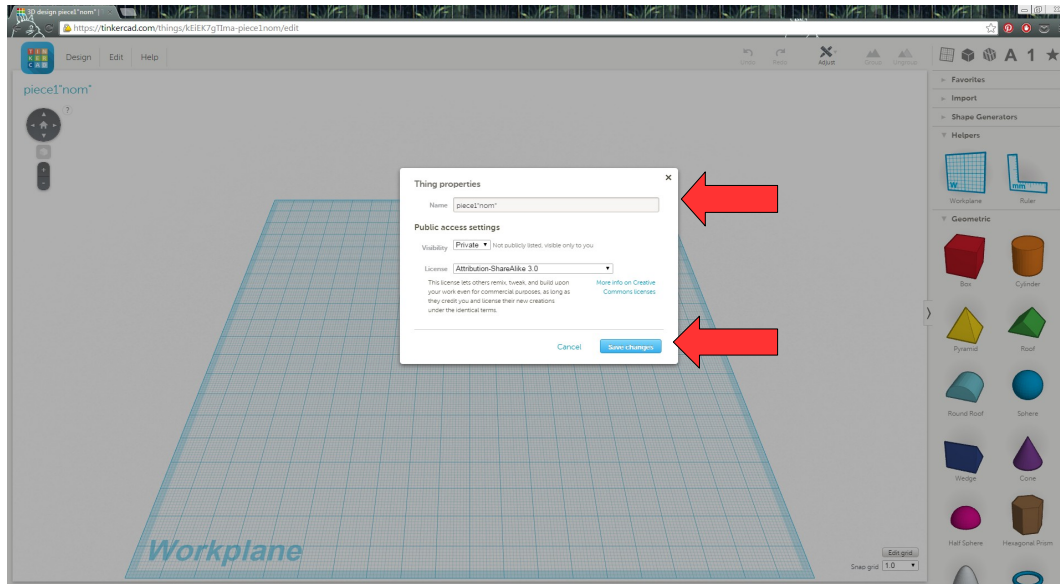 3D design piece1"nom"
https://tinkercad.com/things/kEiEK7gTIma-piece1nom/edit
TIN
KER
CAD
Design Edit Help
Undo Redo Adjust Group Ungroup
A 1
piece1"nom"
?
Favorites
Import
Shape Generators
Helpers
W
mm
Workplane Ruler
Geometric
Box Cylinder
Pyramid Roof
Round Roof Sphere
Wedge Cone
Half Sphere Hexagonal Prism
Thing properties
Name piece1"nom"
Public access settings
Visibility Private Not publicly listed, visible only to you
License Attribution-ShareAlike 3.0
This license lets others remix, tweak, and build upon
your work even for commercial purposes, as long as
they credit you and license their new creations
under the identical terms.
More info on Creative
Commons licenses
Cancel Save changes
Workplane
Edit grid
Snap grid 1.0